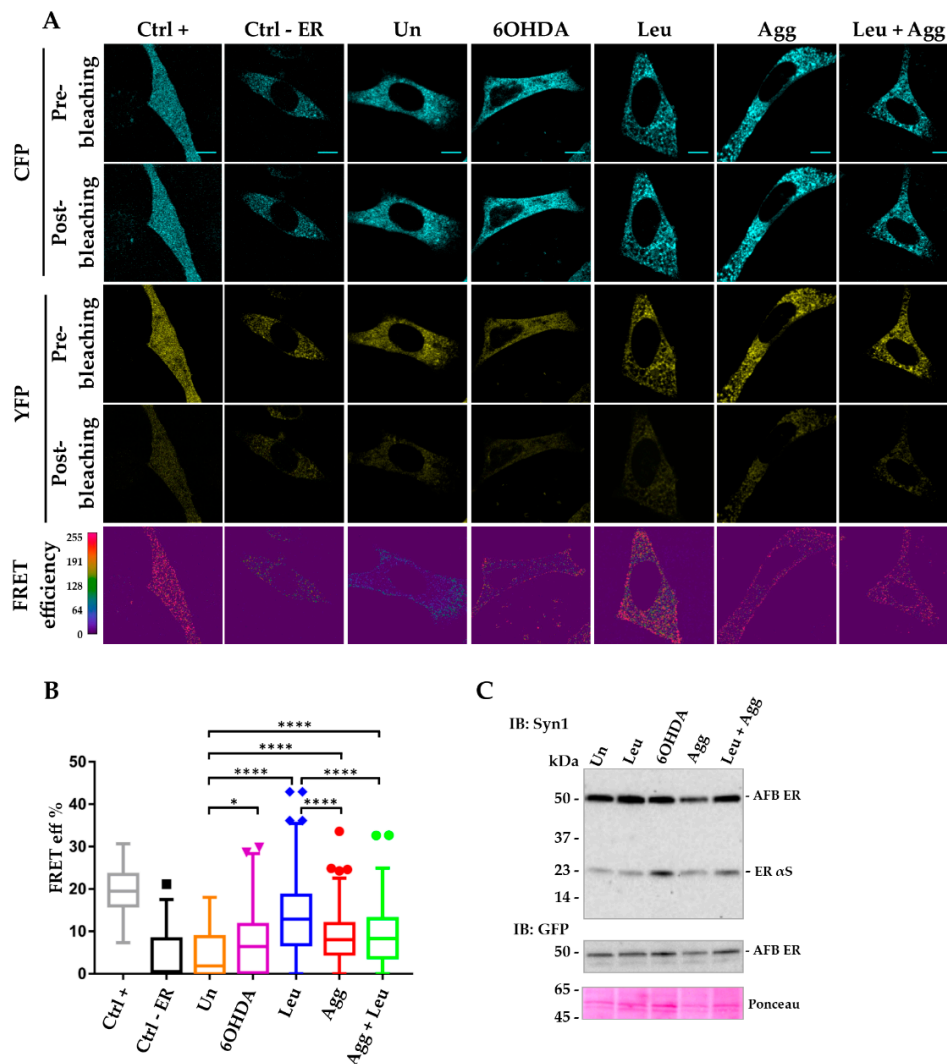 A
Ctrl + Ctrl - ER Un 6OHDA Leu Agg Leu + Agg
CFP
Pre-
bleaching
Post-
bleaching
YFP
Pre-
bleaching
Post-
bleaching
FRET
efficiency
255
191
128
64
0
B
FRET eff %
50
40
30
20
10
0
****
****
**** ****
* ****
Ctrl + Ctrl - ER Un 6OHDA Leu Agg Agg + Leu
C
IB: Syn1
Un Leu 6OHDA Agg Leu + Agg
kDa
50 - - AFB ER
37 -
23 - - ER αS
14 -
IB: GFP
50 - - AFB ER
65 -
Ponceau
45 -